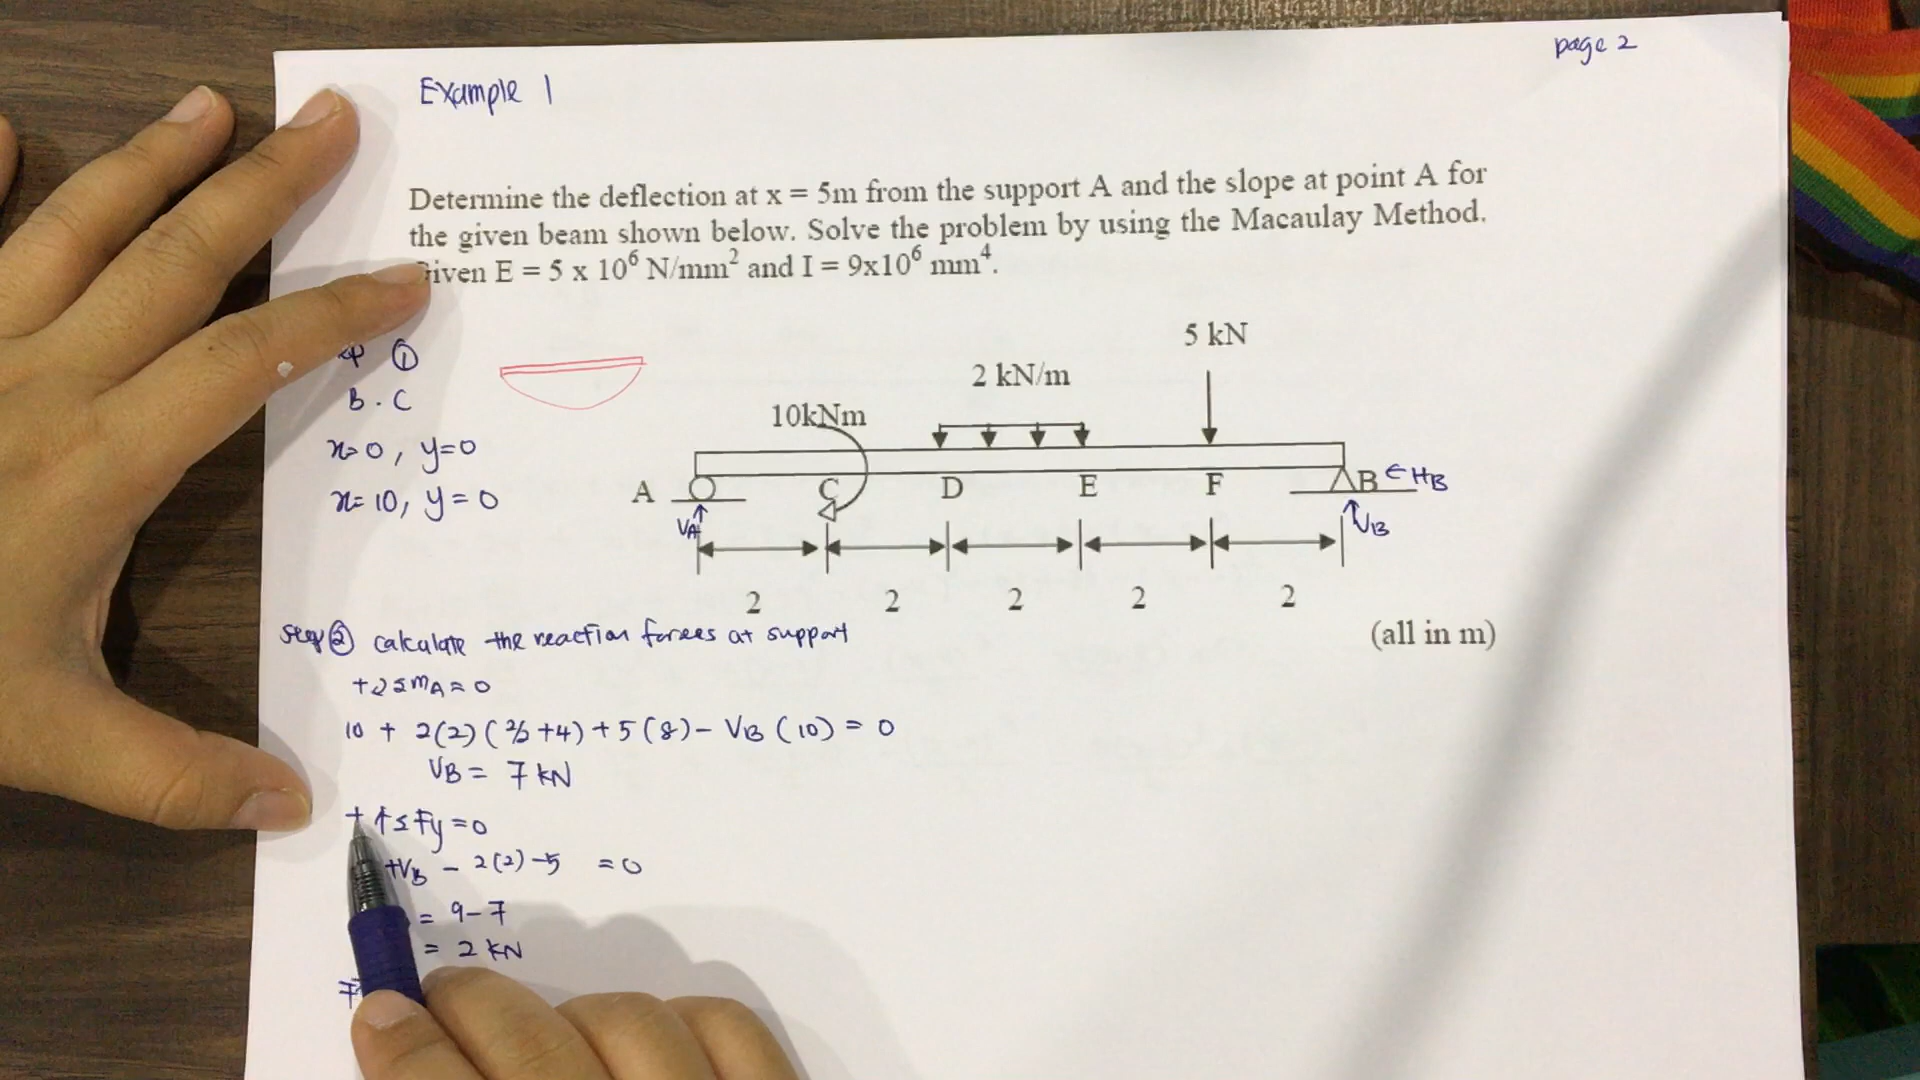 page 2
Example 1
Determine the deflection at x = 5m from the support A and the slope at point A for
the given beam shown below. Solve the problem by using the Macaulay Method.
Given E = 5 x 10⁶ N/mm² and I = 9x10⁶ mm⁴.
①
B.C
x=0, y=0
x=10, y=0
5 kN
2 kN/m
10kNm
A C D E F B ← HB
VA VB
2 2 2 2 2
(all in m)
step ② calculate the reaction forces at support
+↻ΣMA=0
10 + 2(2)(2/2+4)+5(8)-VB(10)=0
VB = 7 kN
+↑ΣFy=0
+VB - 2(2)-5 =0
= 9-7
= 2 kN